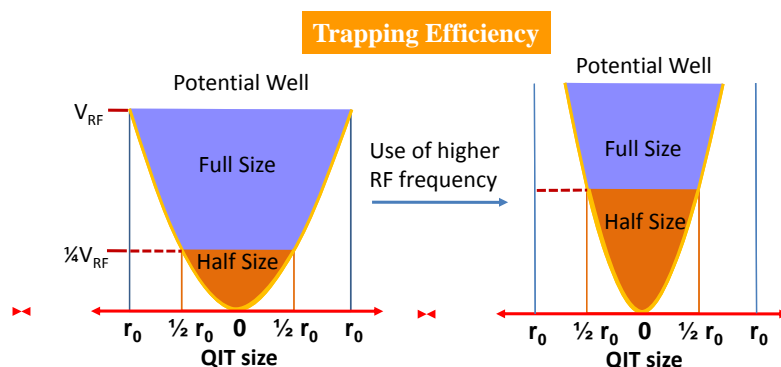 Trapping Efficiency
Potential Well
V_RF
Full Size
¼V_RF
Half Size
r₀ ½ r₀ 0 ½ r₀ r₀
QIT size
Use of higher
RF frequency
Potential Well
Full Size
Half Size
r₀ ½ r₀ 0 ½ r₀ r₀
QIT size